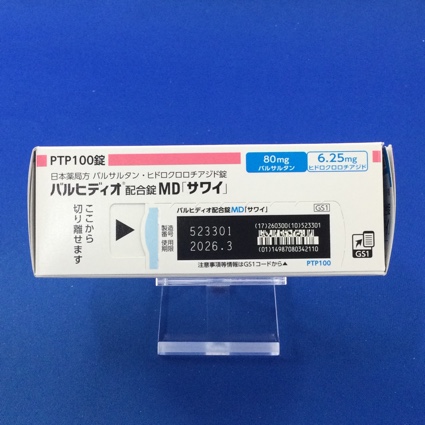 PTP100錠
日本薬局方 バルサルタン・ヒドロクロロチアジド錠
80mg
バルサルタン
6.25mg
ヒドロクロロチアジド
バルヒディオ®配合錠MD「サワイ」
ここから
切り離せます
バルヒディオ配合錠MD「サワイ」
GS1
製造
番号
523301
使用
期限
2026.3
(17)260300(10)523301
(01)14987080342110
注意事項等情報はGS1コードから▲
PTP100
GS1